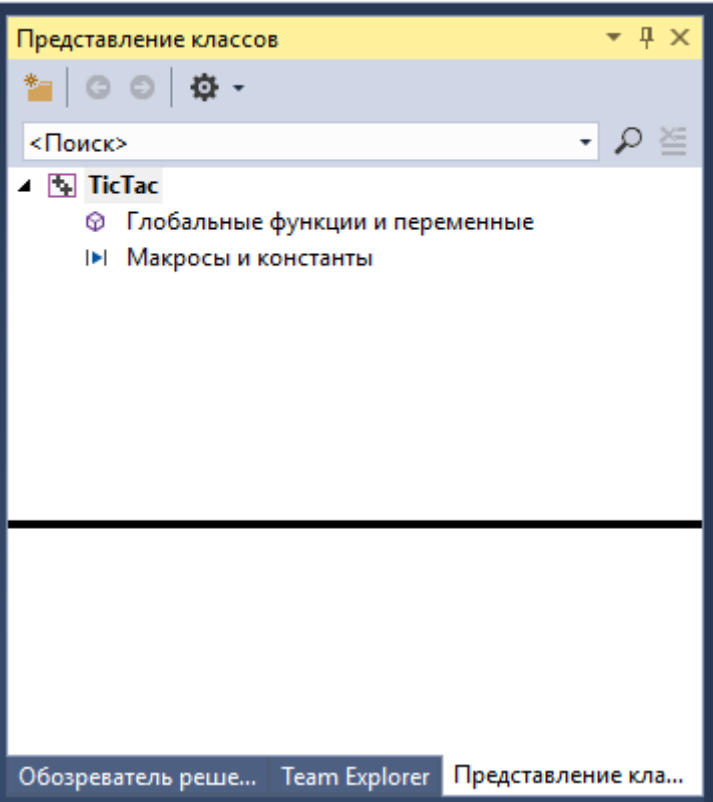 Представление классов
<Поиск>
TicTac
Глобальные функции и переменные
Макросы и константы
Обозреватель реше... Team Explorer Представление кла...